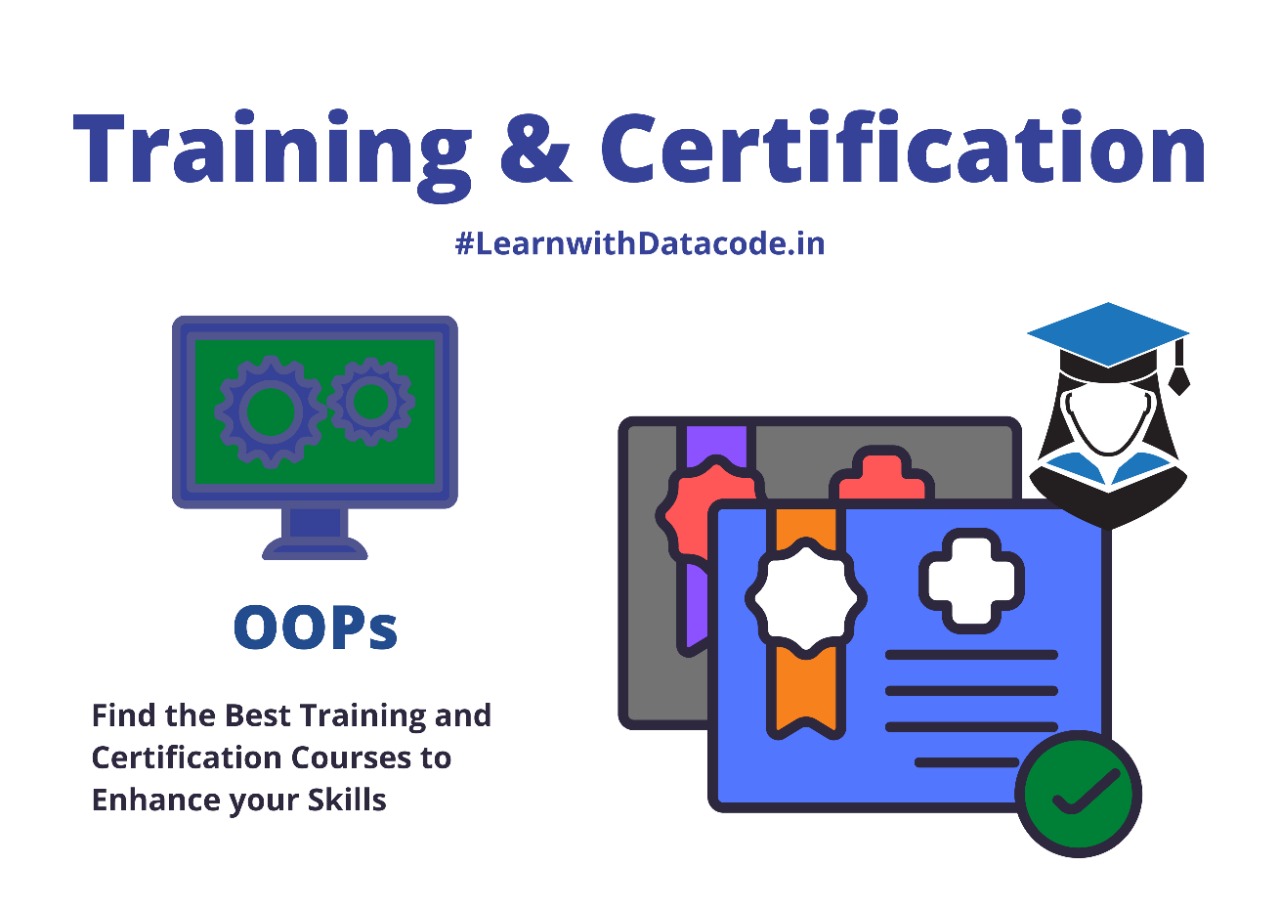 Training & Certification
#LearnwithDatacode.in
OOPs
Find the Best Training and
Certification Courses to
Enhance your Skills